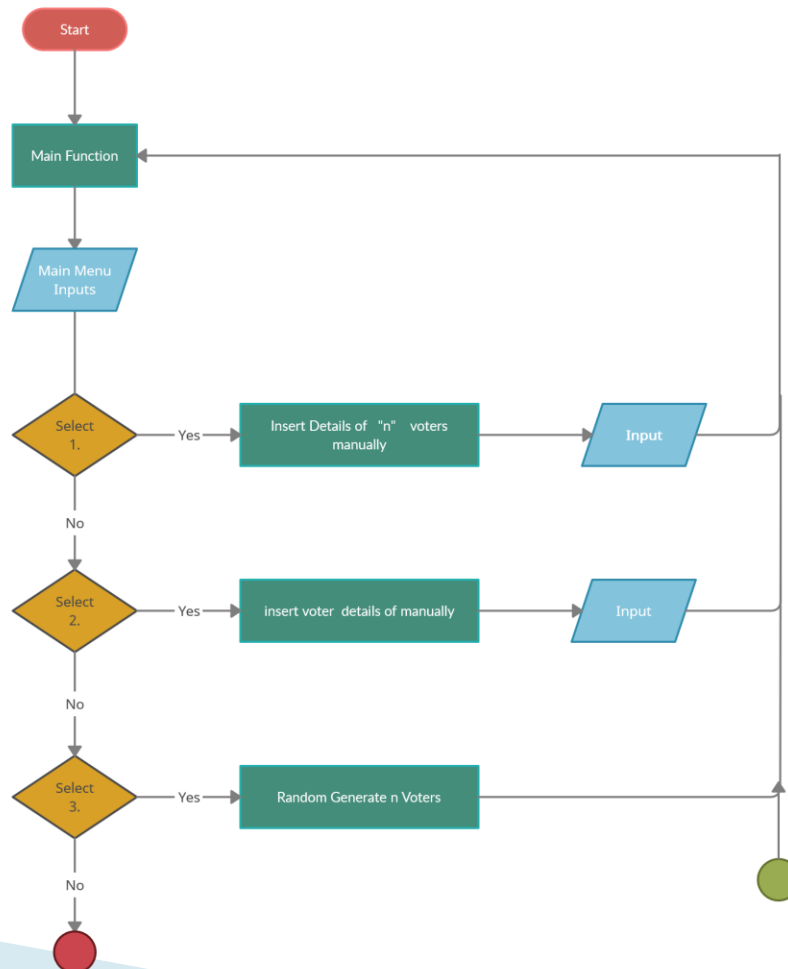 Start
Main Function
Main Menu
Inputs
Select
1.
Yes
Insert Details of "n" voters
manually
Input
No
Select
2.
Yes
insert voter details of manually
Input
No
Select
3.
Yes
Random Generate n Voters
No